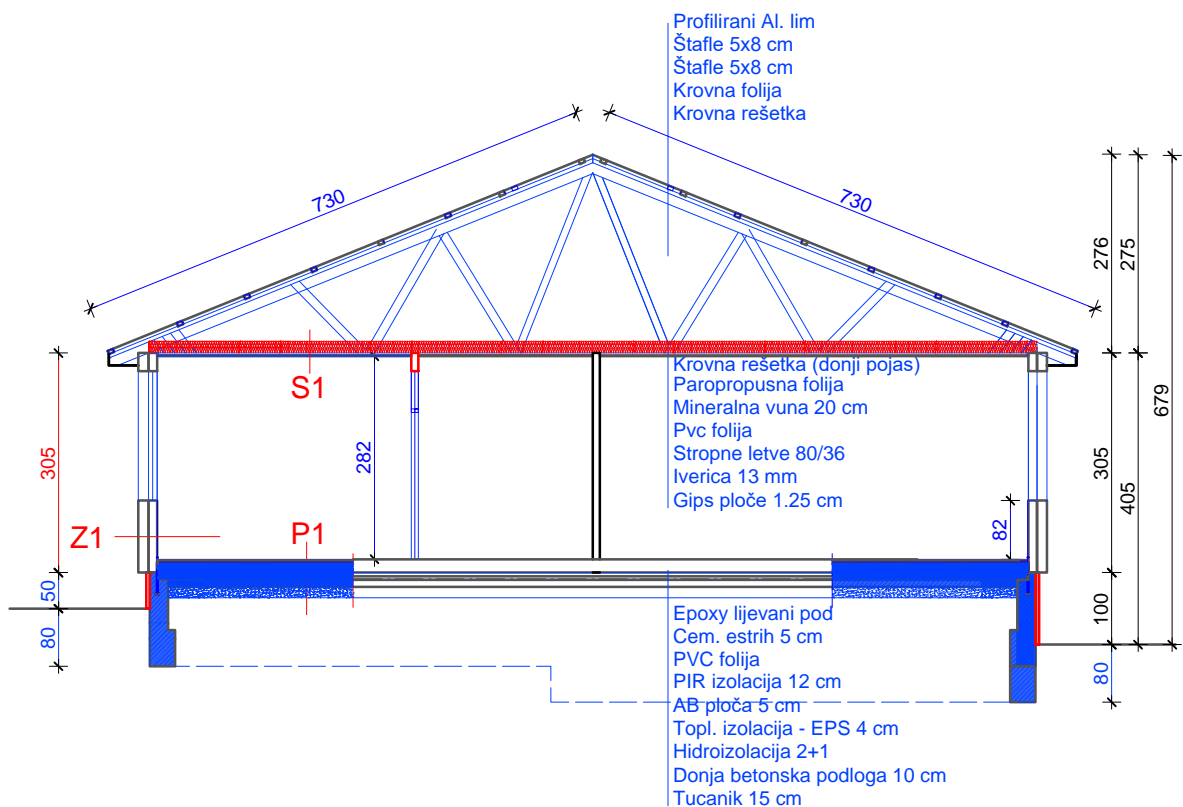 Profilirani Al. lim
Štafle 5x8 cm
Štafle 5x8 cm
Krovna folija
Krovna rešetka
730
730
276
275
679
S1
Krovna rešetka (donji pojas)
Paropropusna folija
Mineralna vuna 20 cm
Pvc folija
Stropne letve 80/36
Iverica 13 mm
Gips ploče 1.25 cm
305
282
305
405
Z1
P1
82
50
80
100
80
Epoxy lijevani pod
Cem. estrih 5 cm
PVC folija
PIR izolacija 12 cm
AB ploča 5 cm
Topl. izolacija - EPS 4 cm
Hidroizolacija 2+1
Donja betonska podloga 10 cm
Tucanik 15 cm